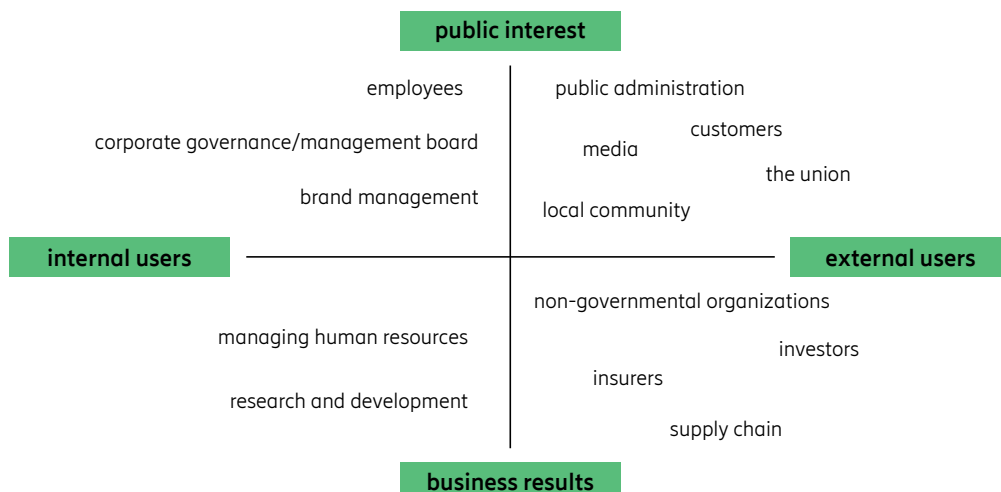 public interest
employees
public administration
customers
corporate governance/management board
media
the union
brand management
local community
internal users
external users
non-governmental organizations
managing human resources
investors
insurers
research and development
supply chain
business results